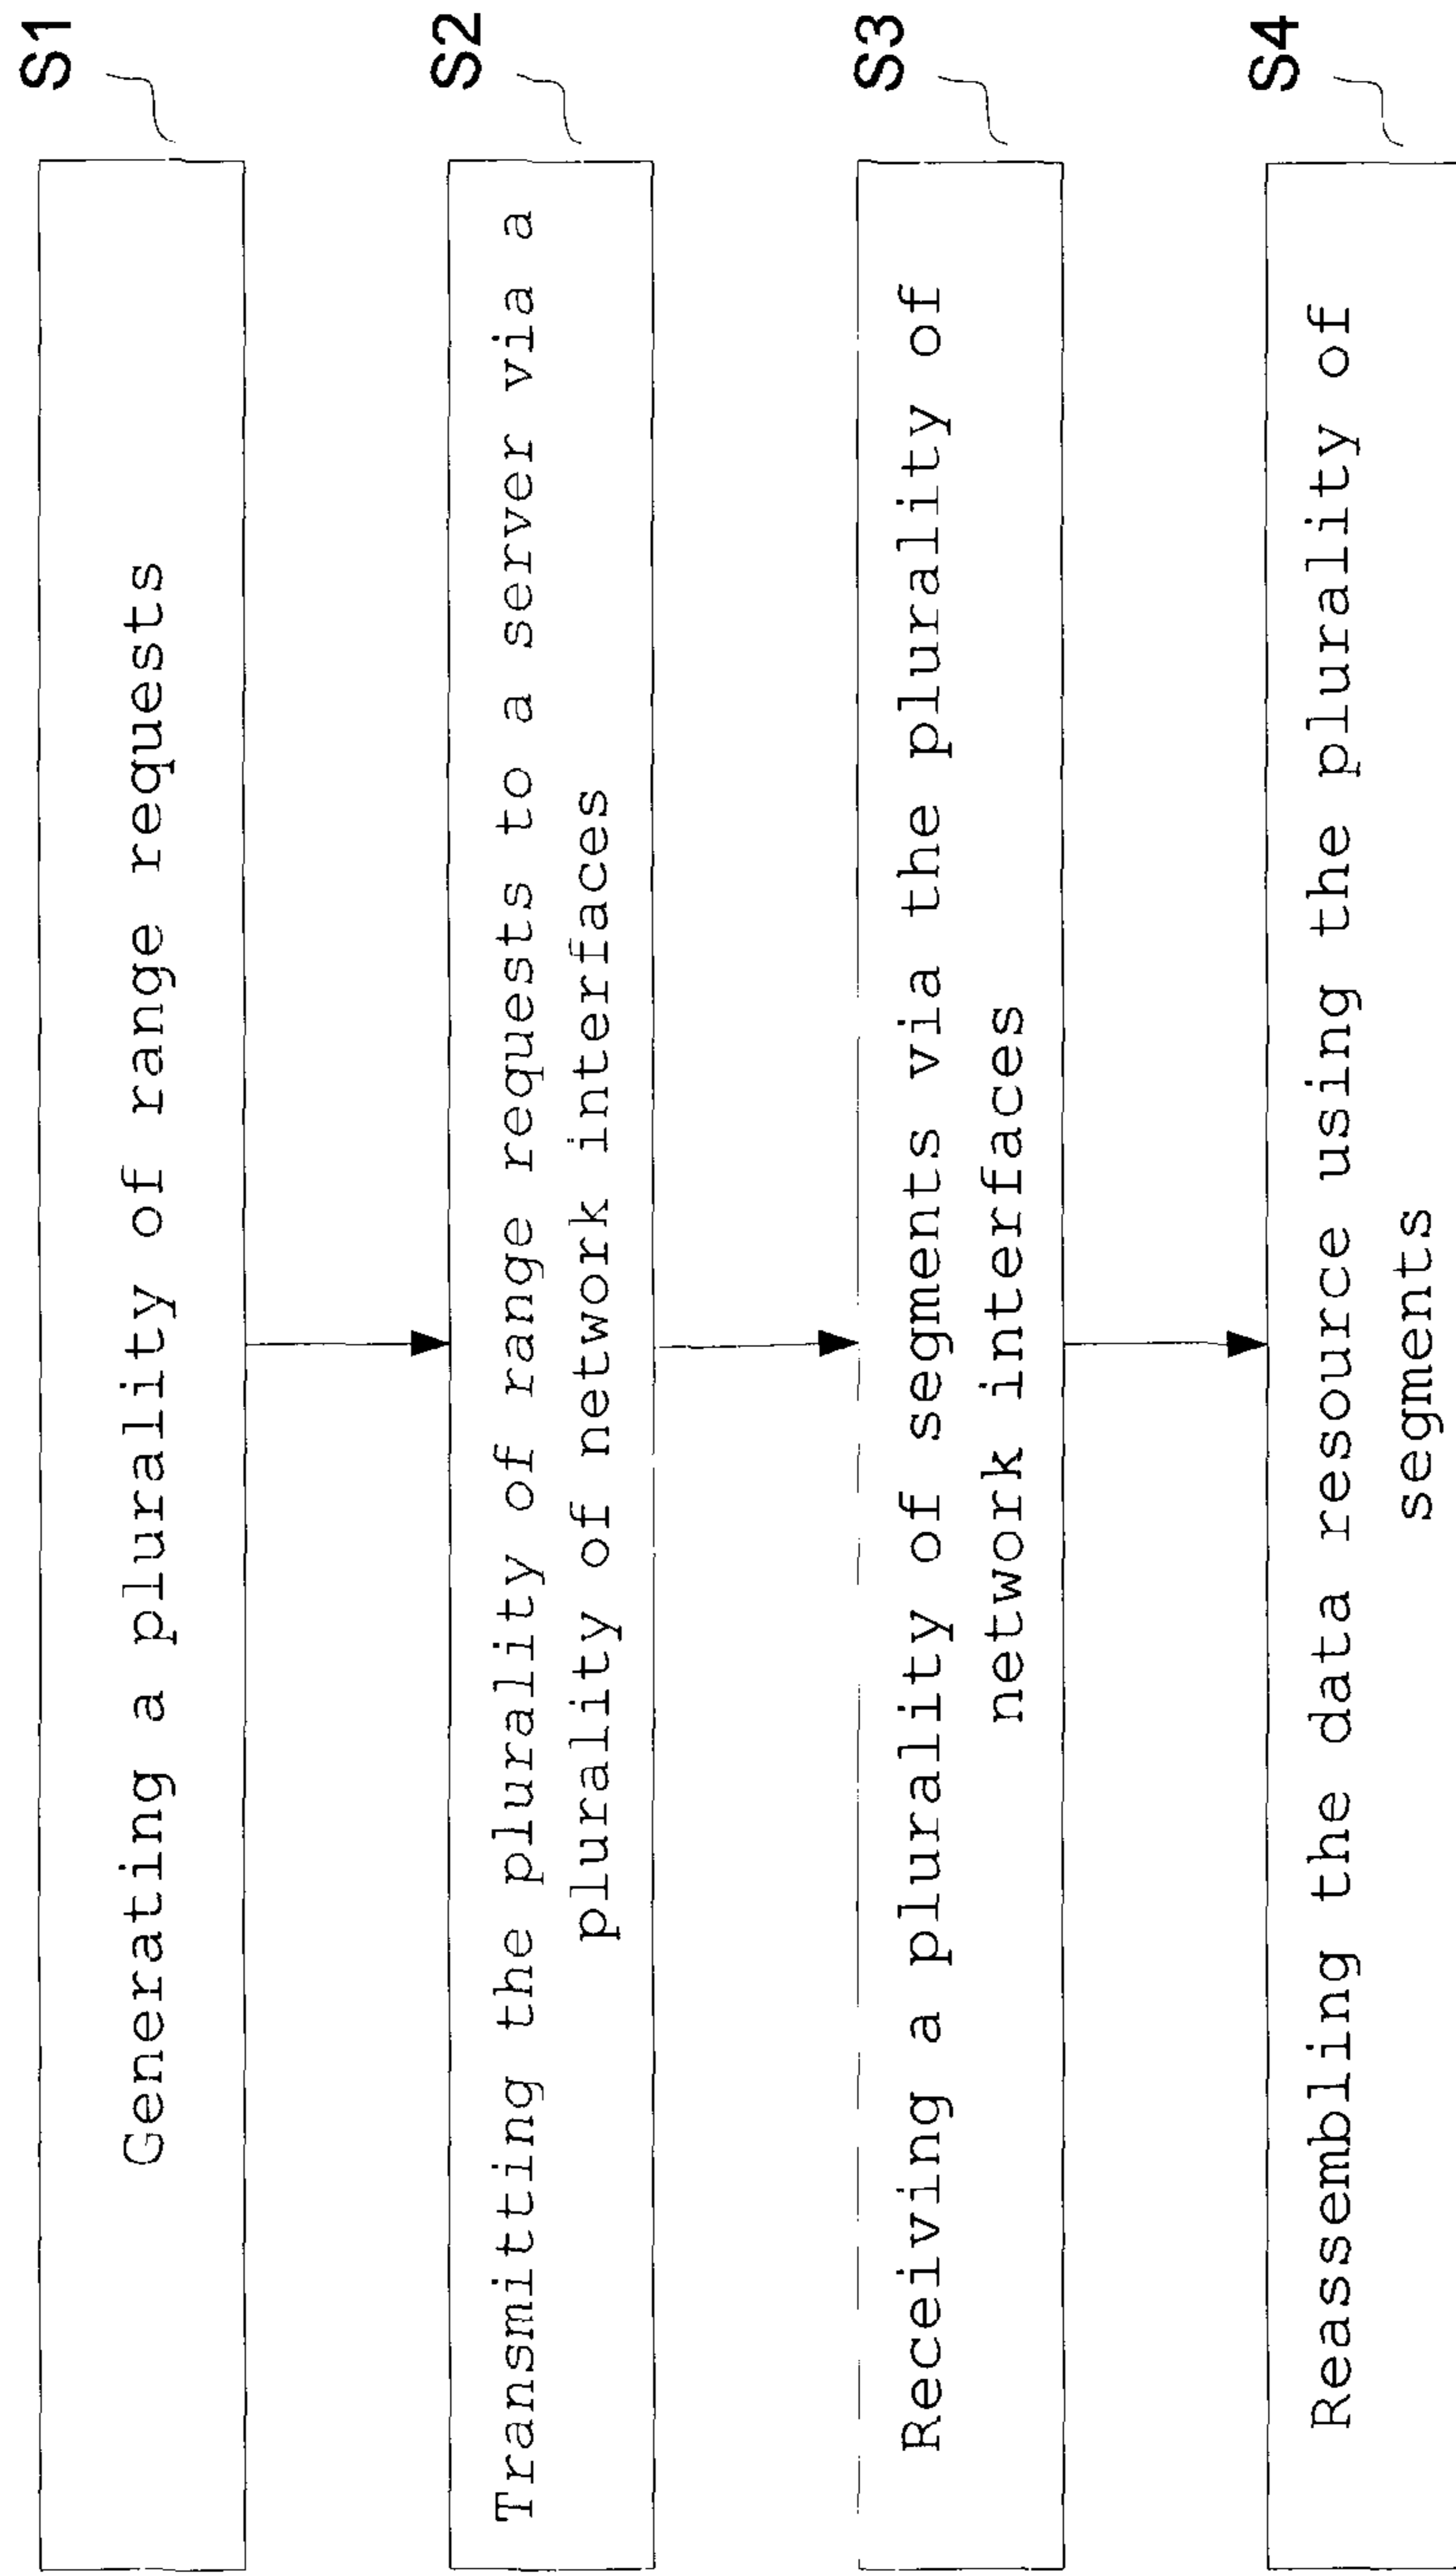 S1
Generating a plurality of range requests
S2
Transmitting the plurality of range requests to a server via a
plurality of network interfaces
S3
Receiving a plurality of segments via the plurality of
network interfaces
S4
Reassembling the data resource using the plurality of
segments